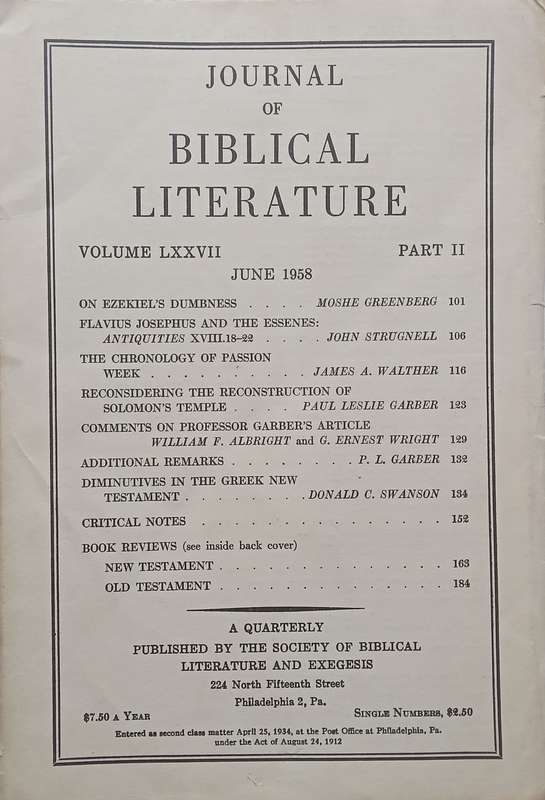 JOURNAL
OF
BIBLICAL
LITERATURE
VOLUME LXXVII PART II
JUNE 1958
ON EZEKIEL'S DUMBNESS . . . . MOSHE GREENBERG 101
FLAVIUS JOSEPHUS AND THE ESSENES:
ANTIQUITIES XVIII.18–22 . . . . JOHN STRUGNELL 106
THE CHRONOLOGY OF PASSION
WEEK . . . . . . . . . . JAMES A. WALTHER 116
RECONSIDERING THE RECONSTRUCTION OF
SOLOMON'S TEMPLE . . . . PAUL LESLIE GARBER 123
COMMENTS ON PROFESSOR GARBER'S ARTICLE
WILLIAM F. ALBRIGHT and G. ERNEST WRIGHT 129
ADDITIONAL REMARKS . . . . . . . . P. L. GARBER 132
DIMINUTIVES IN THE GREEK NEW
TESTAMENT . . . . . . . . DONALD C. SWANSON 134
CRITICAL NOTES . . . . . . . . . . . . . . . 152
BOOK REVIEWS (see inside back cover)
NEW TESTAMENT . . . . . . . . . . . . . . 163
OLD TESTAMENT . . . . . . . . . . . . . . 184
A QUARTERLY
PUBLISHED BY THE SOCIETY OF BIBLICAL
LITERATURE AND EXEGESIS
224 North Fifteenth Street
Philadelphia 2, Pa.
$7.50 A YEAR SINGLE NUMBERS, $2.50
Entered as second class matter April 25, 1934, at the Post Office at Philadelphia, Pa.
under the Act of August 24, 1912